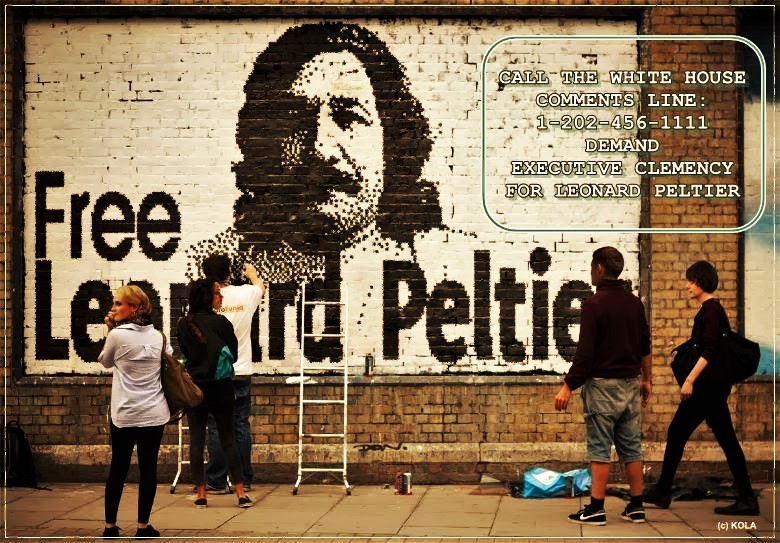 CALL THE WHITE HOUSE
COMMENTS LINE:
1-202-456-1111
DEMAND
EXECUTIVE CLEMENCY
FOR LEONARD PELTIER
Free
Leonard Peltier
(c) KOLA